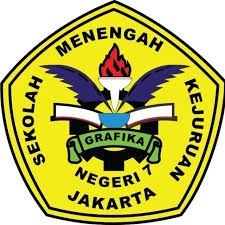 SEKOLAH
MENENGAH
KEJURUAN
GRAFIKA
NEGERI 7
JAKARTA